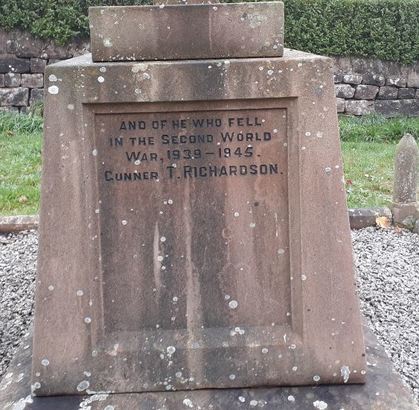 AND OF HE WHO FELL
IN THE SECOND WORLD
WAR, 1939-1945.
GUNNER T. RICHARDSON.